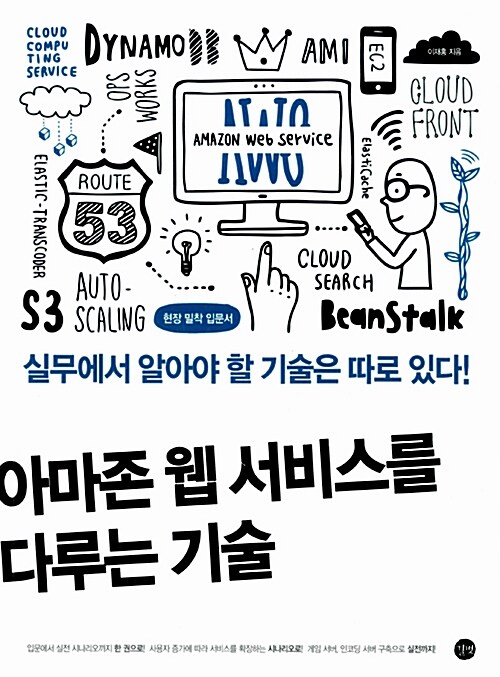 CLOUD
COMPU
TING
SERVICE
DYNAMO
AMI
EC2
이재홍 지음
OPS
WORKS
CLOUD
FRONT
AWS
AMAZON Web Service
ElastiCache
ELASTIC-TRANSCODER
ROUTE
53
CLOUD
SEARCH
S3
AUTO-
SCALING
현장 밀착 입문서
BeanStalk
실무에서 알아야 할 기술은 따로 있다!
아마존 웹 서비스를
다루는 기술
입문에서 실전 시나리오까지 한 권으로! 사용자 증가에 따라 서비스를 확장하는 시나리오로! 게임 서버, 인코딩 서버 구축으로 실전까지!
길벗